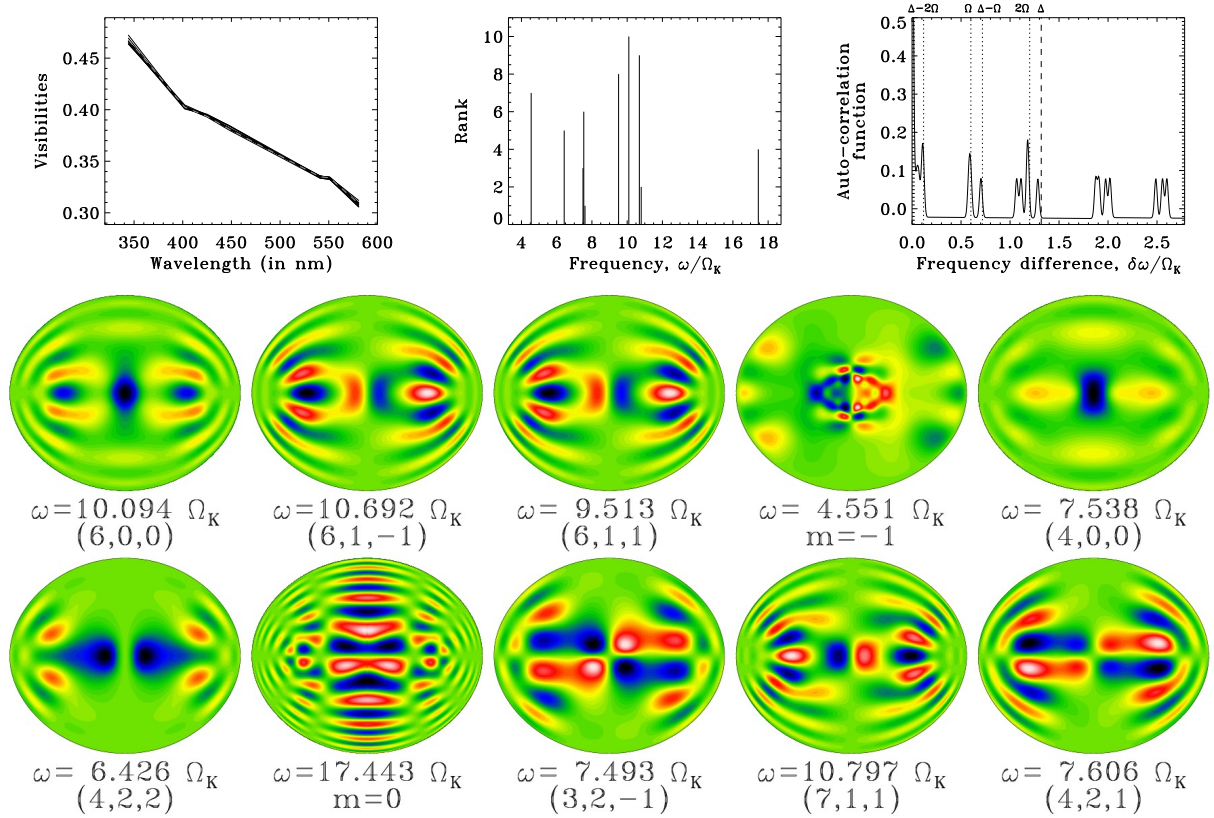 Δ−2Ω Ω Δ−Ω 2Ω Δ
0.45
0.40
0.35
0.30
Visibilities
350 400 450 500 550 600
Wavelength (in nm)
10
8
6
4
2
0
Rank
4 6 8 10 12 14 16 18
Frequency, ω/Ω_K
0.5
0.4
0.3
0.2
0.1
0.0
Auto−correlation
function
0.0 0.5 1.0 1.5 2.0 2.5
Frequency difference, δω/Ω_K
ω=10.094 Ω_K
(6,0,0)
ω=10.692 Ω_K
(6,1,−1)
ω= 9.513 Ω_K
(6,1,1)
ω= 4.551 Ω_K
m=−1
ω= 7.538 Ω_K
(4,0,0)
ω= 6.426 Ω_K
(4,2,2)
ω=17.443 Ω_K
m=0
ω= 7.493 Ω_K
(3,2,−1)
ω=10.797 Ω_K
(7,1,1)
ω= 7.606 Ω_K
(4,2,1)